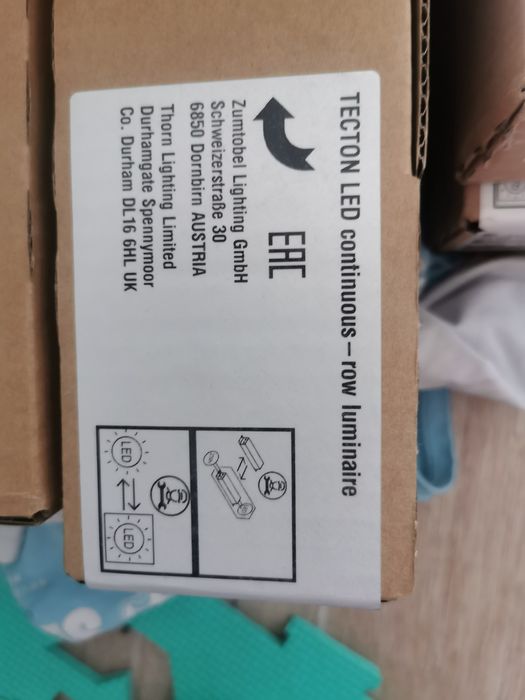 TECTON LED continuous-row luminaire
EAC
Zumtobel Lighting GmbH
Schweizerstraße 30
6850 Dornbirn AUSTRIA
Thorn Lighting Limited
Durhamgate Spennymoor
Co. Durham DL16 6HL UK
LED
LED